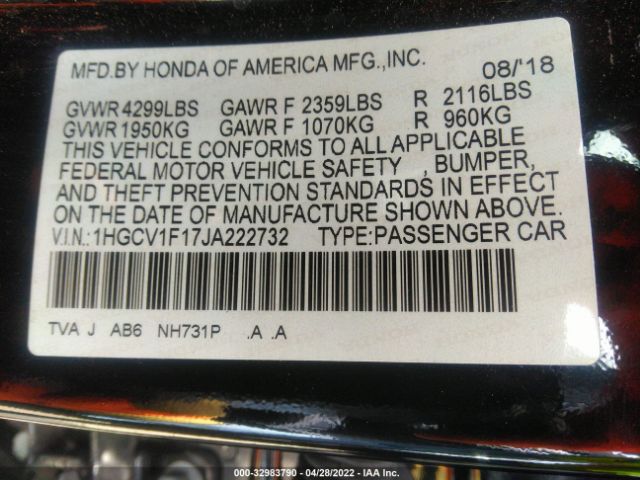 MFD.BY HONDA OF AMERICA MFG.,INC. 08/'18
GVWR 4299LBS GAWR F 2359LBS R 2116LBS
GVWR 1950KG GAWR F 1070KG R 960KG
THIS VEHICLE CONFORMS TO ALL APPLICABLE
FEDERAL MOTOR VEHICLE SAFETY , BUMPER,
AND THEFT PREVENTION STANDARDS IN EFFECT
ON THE DATE OF MANUFACTURE SHOWN ABOVE.
V.I.N.:1HGCV1F17JA222732 TYPE:PASSENGER CAR
TVA J AB6 NH731P .A .A
000-32983790 - 04/28/2022 - IAA Inc.